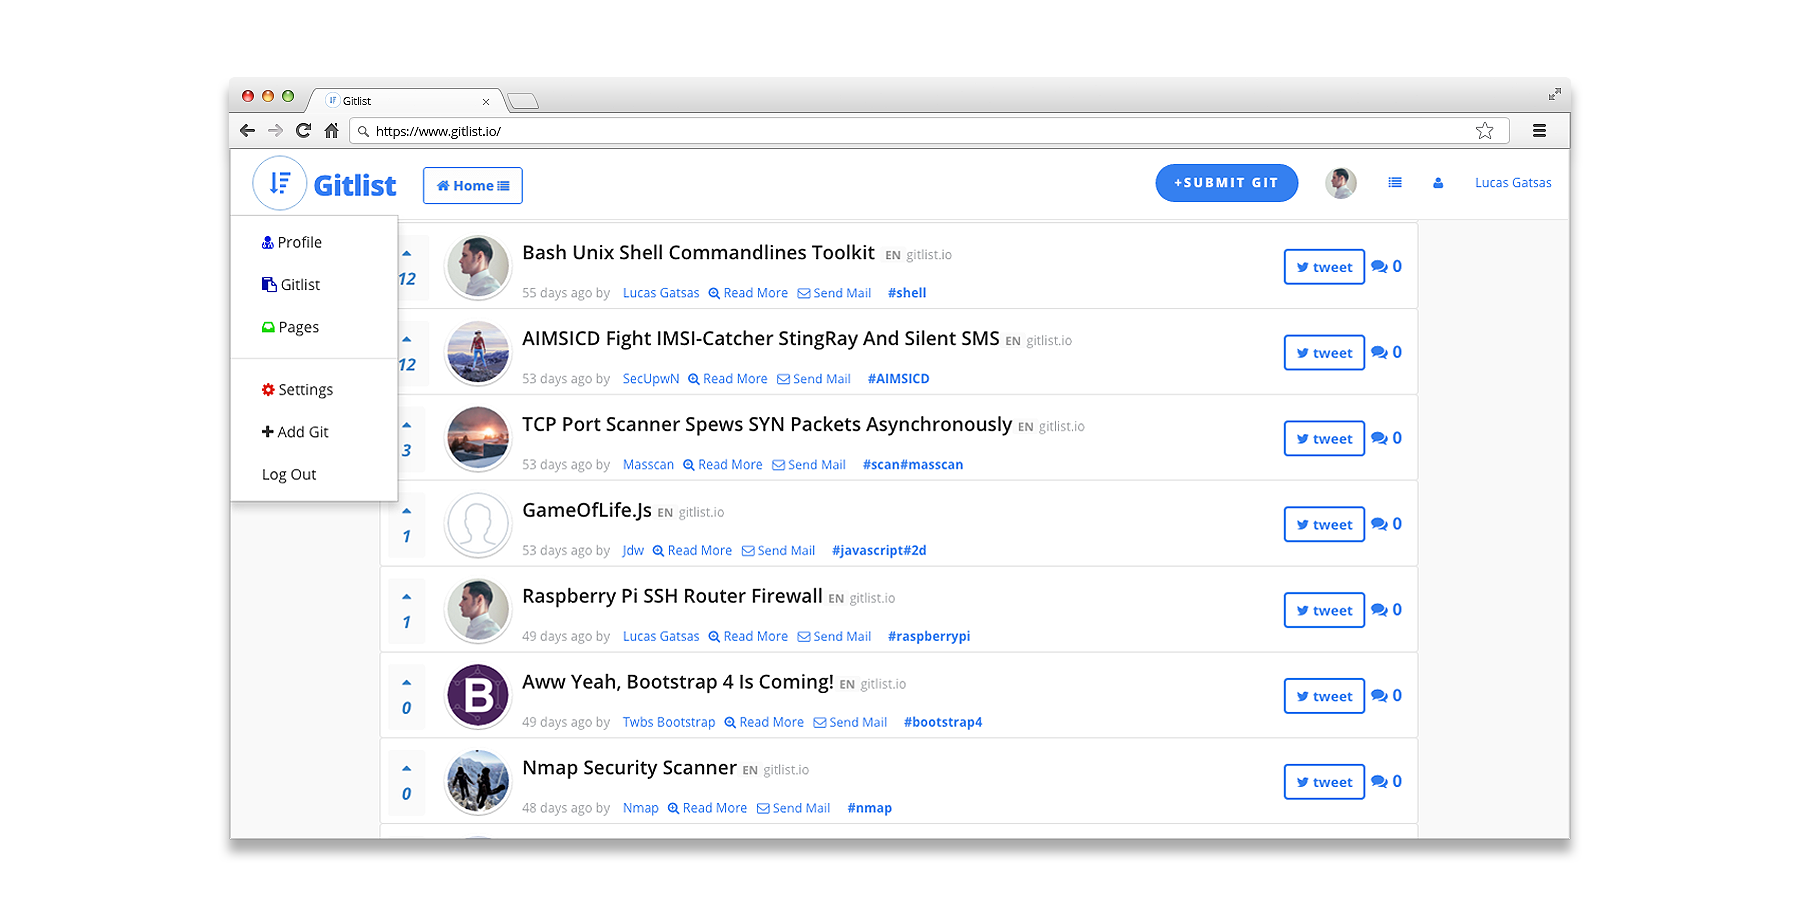 Gitlist
https://www.gitlist.io/
Gitlist
Home
+SUBMIT GIT
Lucas Gatsas
Profile
Gitlist
Pages
Settings
Add Git
Log Out
12
Bash Unix Shell Commandlines Toolkit EN gitlist.io
55 days ago by Lucas Gatsas Read More Send Mail #shell
tweet 0
12
AIMSICD Fight IMSI-Catcher StingRay And Silent SMS EN gitlist.io
53 days ago by SecUpwN Read More Send Mail #AIMSICD
tweet 0
3
TCP Port Scanner Spews SYN Packets Asynchronously EN gitlist.io
53 days ago by Masscan Read More Send Mail #scan#masscan
tweet 0
1
GameOfLife.Js EN gitlist.io
53 days ago by Jdw Read More Send Mail #javascript#2d
tweet 0
1
Raspberry Pi SSH Router Firewall EN gitlist.io
49 days ago by Lucas Gatsas Read More Send Mail #raspberrypi
tweet 0
0
B
Aww Yeah, Bootstrap 4 Is Coming! EN gitlist.io
49 days ago by Twbs Bootstrap Read More Send Mail #bootstrap4
tweet 0
0
Nmap Security Scanner EN gitlist.io
48 days ago by Nmap Read More Send Mail #nmap
tweet 0